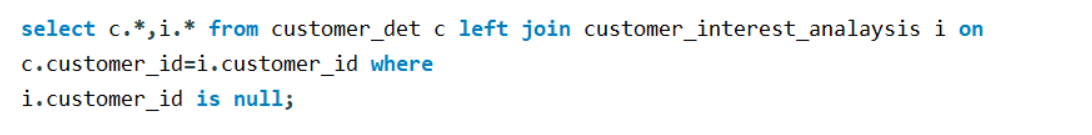 select c.*,i.* from customer_det c left join customer_interest_analaysis i on
c.customer_id=i.customer_id where
i.customer_id is null;